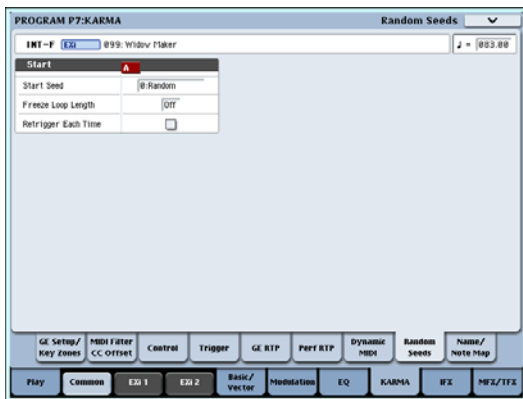 PROGRAM P7:KARMA Random Seeds
INT-F EXi 099: Widow Maker ♩ = 083.00
Start A
Start Seed 0:Random
Freeze Loop Length Off
Retrigger Each Time
GE Setup/ Key Zones MIDI Filter CC Offset Control Trigger GE RTP Perf RTP Dynamic MIDI Random Seeds Name/ Note Map
Play Common EXi 1 EXi 2 Basic/ Vector Modulation EQ KARMA IFX MFX/TFX